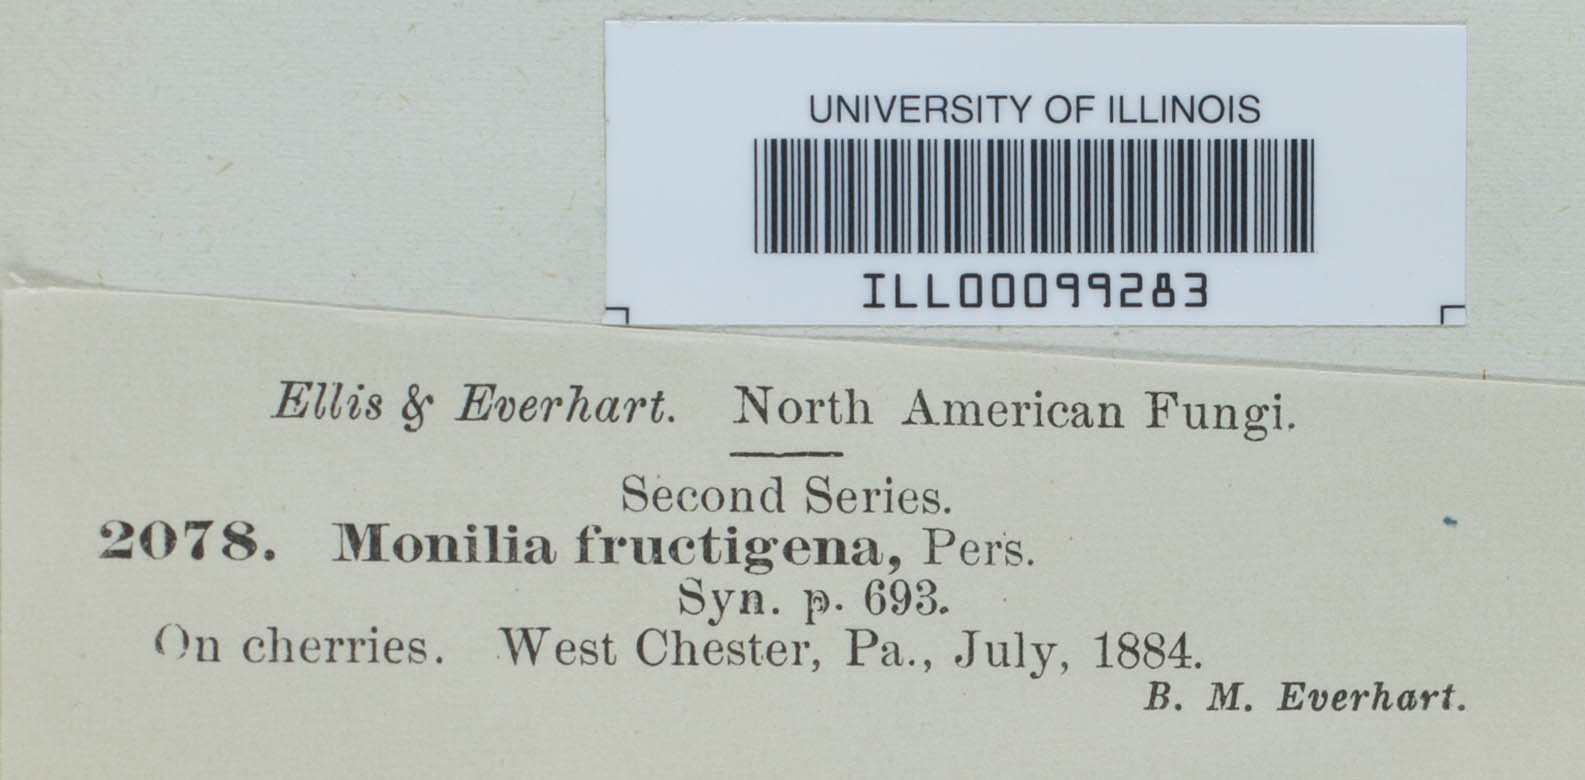 UNIVERSITY OF ILLINOIS
ILL00099283
Ellis & Everhart. North American Fungi.
Second Series.
2078. Monilia fructigena, Pers.
Syn. p. 693.
On cherries. West Chester, Pa., July, 1884.
B. M. Everhart.